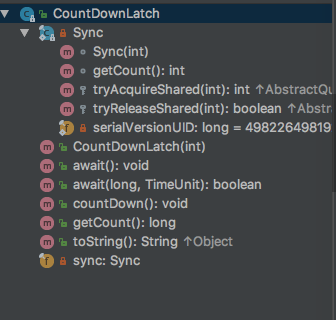 CountDownLatch
Sync
m Sync(int)
m getCount(): int
m tryAcquireShared(int): int ↑AbstractQu
m tryReleaseShared(int): boolean ↑Abst
f serialVersionUID: long = 49822649819
m CountDownLatch(int)
m await(): void
m await(long, TimeUnit): boolean
m countDown(): void
m getCount(): long
m toString(): String ↑Object
f sync: Sync